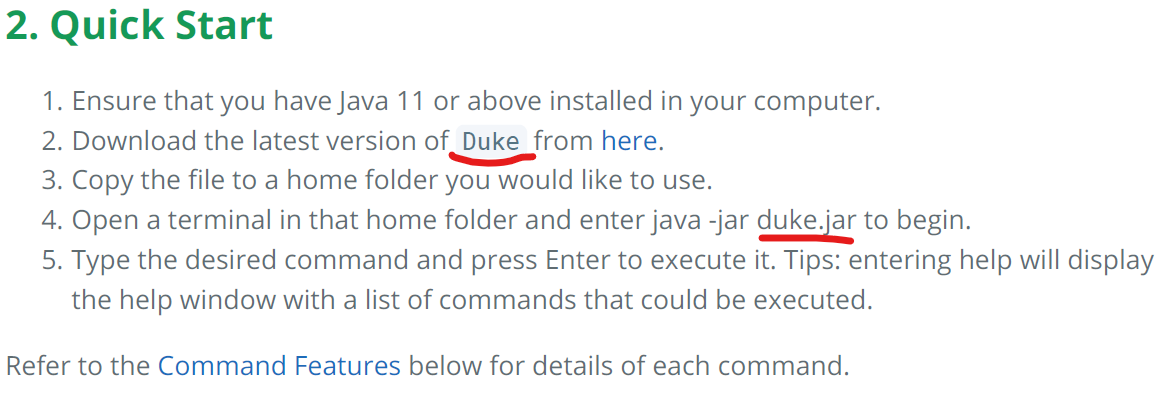 2. Quick Start
1. Ensure that you have Java 11 or above installed in your computer.
2. Download the latest version of Duke from here.
3. Copy the file to a home folder you would like to use.
4. Open a terminal in that home folder and enter java -jar duke.jar to begin.
5. Type the desired command and press Enter to execute it. Tips: entering help will display
the help window with a list of commands that could be executed.
Refer to the Command Features below for details of each command.